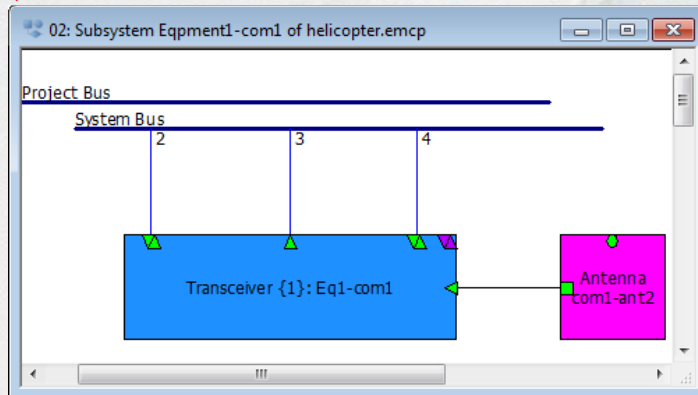 02: Subsystem Eqpment1-com1 of helicopter.emcp
Project Bus
System Bus
2
3
4
Transceiver {1}: Eq1-com1
Antenna
com1-ant2